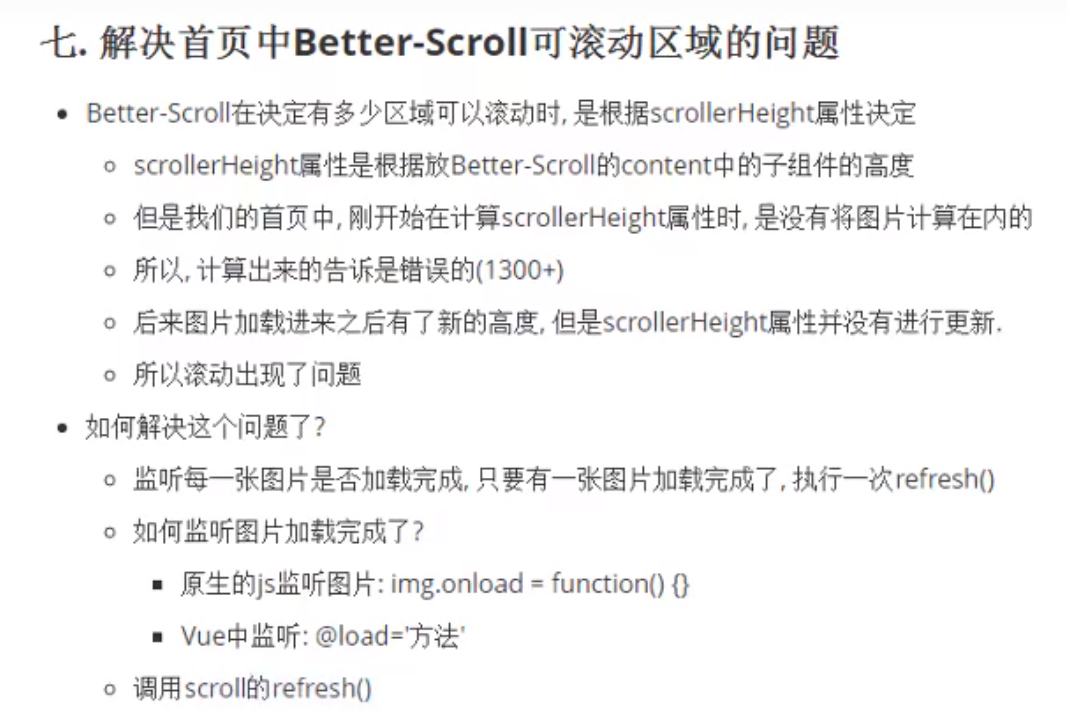 七. 解决首页中Better-Scroll可滚动区域的问题
Better-Scroll在决定有多少区域可以滚动时, 是根据scrollerHeight属性决定
scrollerHeight属性是根据放Better-Scroll的content中的子组件的高度
但是我们的首页中, 刚开始在计算scrollerHeight属性时, 是没有将图片计算在内的
所以, 计算出来的告诉是错误的(1300+)
后来图片加载进来之后有了新的高度, 但是scrollerHeight属性并没有进行更新.
所以滚动出现了问题
如何解决这个问题了?
监听每一张图片是否加载完成, 只要有一张图片加载完成了, 执行一次refresh()
如何监听图片加载完成了?
原生的js监听图片: img.onload = function() {}
Vue中监听: @load='方法'
调用scroll的refresh()